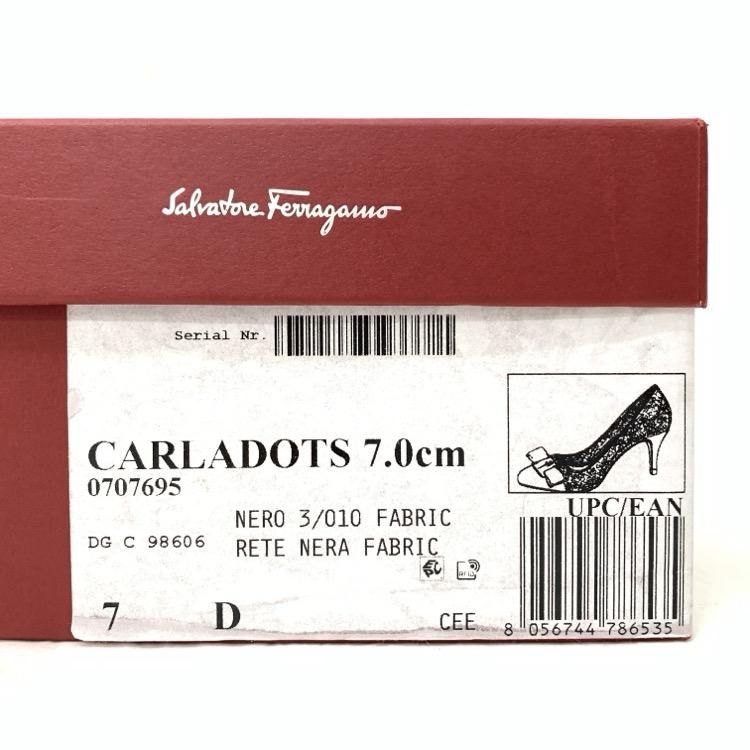 Salvatore Ferragamo
Serial Nr.
CARLADOTS 7.0cm
0707695
UPC/EAN
NERO 3/010 FABRIC
DG C 98606
RETE NERA FABRIC
7 D
CEE
8 056744 786535